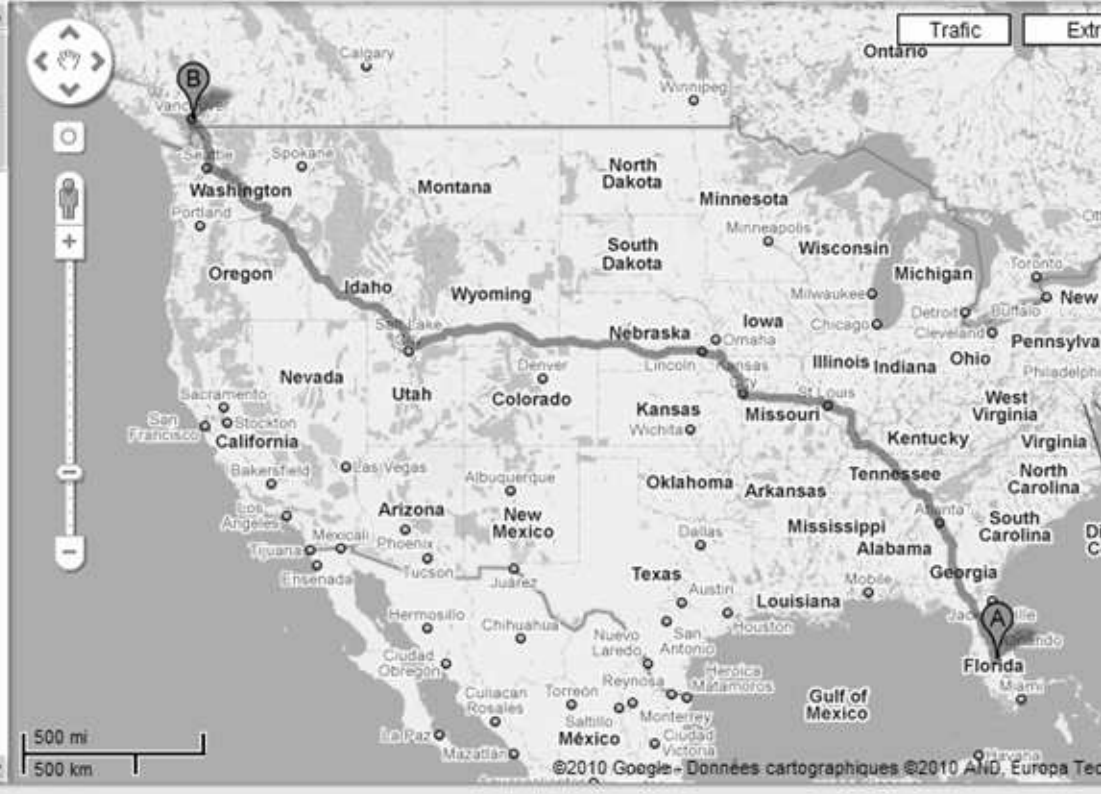 Trafic
Extr
Ontario
Calgary
Winnipeg
B
Vancouver
Seattle
Spokane
Washington
Montana
North
Dakota
Minnesota
Minneapolis
Portland
Oregon
South
Dakota
Wisconsin
Michigan
Toronto
Idaho
Wyoming
Milwaukee
New
Detroit
Buffalo
Salt Lake
Nebraska
Iowa
Chicago
Cleveland
Omaha
Pennsylva
Lincoln
Kansas
City
Illinois
Indiana
Ohio
Denver
Philadelphi
Nevada
Utah
Colorado
St Louis
West
Virginia
Sacramento
Stockton
San
Francisco
California
Kansas
Missouri
Wichita
Kentucky
Virginia
Bakersfield
Las Vegas
Albuquerque
Oklahoma
Arkansas
Tennessee
North
Carolina
Los
Angeles
Arizona
New
Mexico
Atlanta
South
Carolina
Di
C
Mississippi
Alabama
Tijuana
Mexicali
Phoenix
Dallas
Ensenada
Tucson
Juárez
Texas
Georgia
Austin
Mobile
Louisiana
Houston
Hermosillo
Chihuahua
Nuevo
Laredo
San
Antonio
A
Orlando
Ciudad
Obregon
Florida
Reynosa
Heroica
Matamoros
Miami
Culiacan
Rosales
Torreón
Saltillo
Monterrey
Gulf of
Mexico
La Paz
México
Ciudad
Victoria
Mazatlán
Havana
500 mi
500 km
©2010 Google - Données cartographiques ©2010 AND, Europa Tec